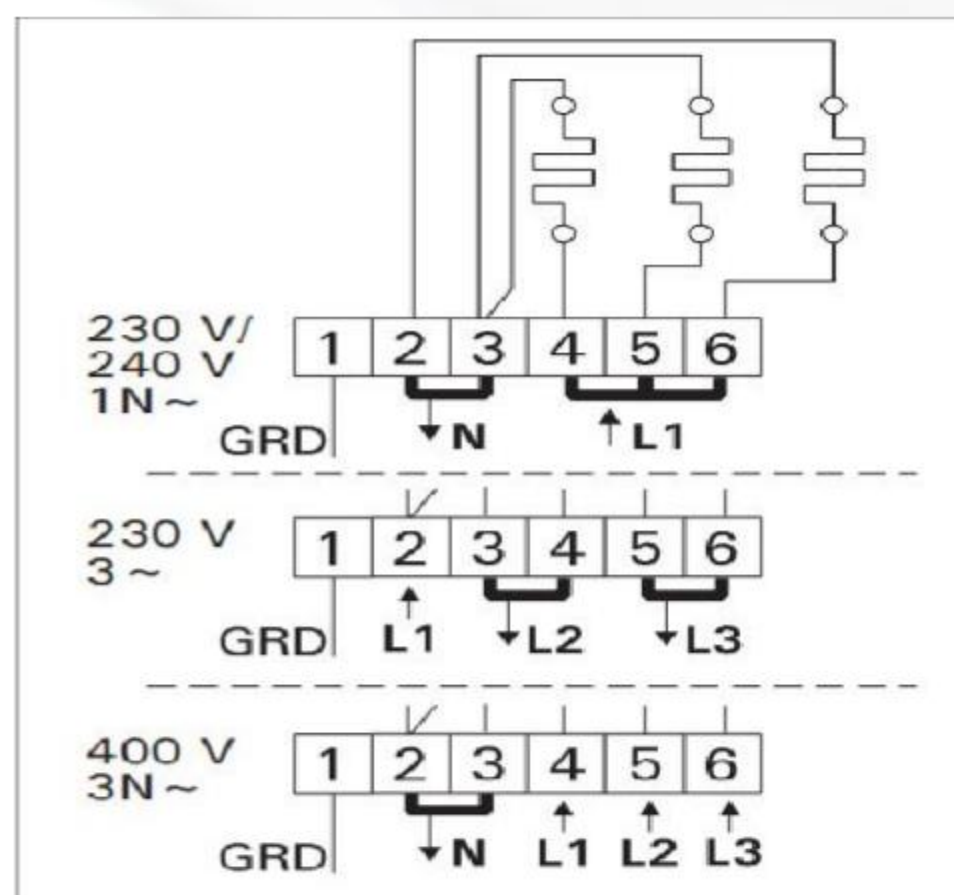 230 V/
240 V
1N ~
1 2 3 4 5 6
GRD N L1
230 V
3 ~
1 2 3 4 5 6
GRD L1 L2 L3
400 V
3N ~
1 2 3 4 5 6
GRD N L1 L2 L3